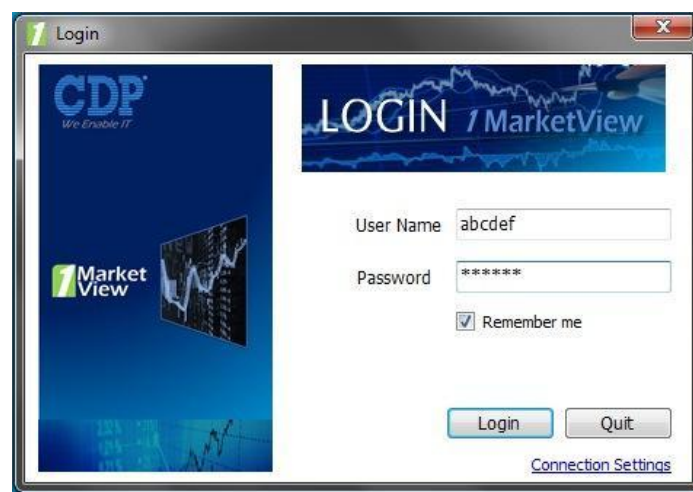 Login
CDP
We Enable IT
LOGIN 1 MarketView
User Name abcdef
1 Market
View
Password ******
Remember me
Login Quit
Connection Settings